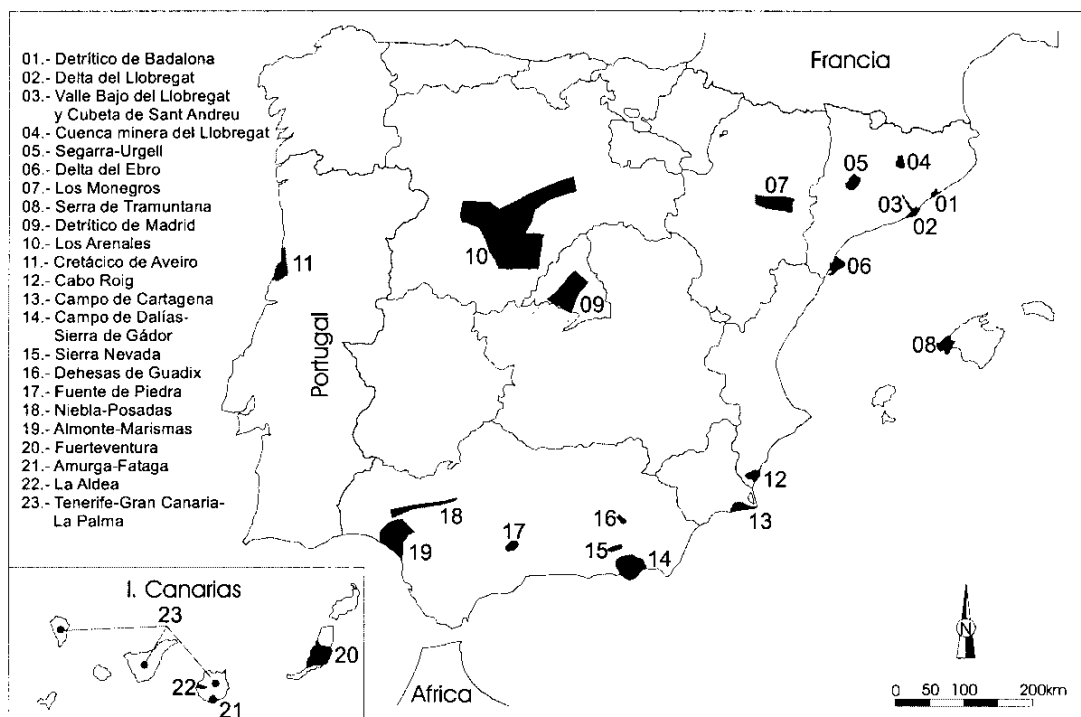 01.- Detrítico de Badalona
02.- Delta del Llobregat
03.- Valle Bajo del Llobregat
y Cubeta de Sant Andreu
04.- Cuenca minera del Llobregat
05.- Segarra-Urgell
06.- Delta del Ebro
07.- Los Monegros
08.- Serra de Tramuntana
09.- Detrítico de Madrid
10.- Los Arenales
11.- Cretácico de Aveiro
12.- Cabo Roig
13.- Campo de Cartagena
14.- Campo de Dalías-
Sierra de Gádor
15.- Sierra Nevada
16.- Dehesas de Guadix
17.- Fuente de Piedra
18.- Niebla-Posadas
19.- Almonte-Marismas
20.- Fuerteventura
21.- Amurga-Fataga
22.- La Aldea
23.- Tenerife-Gran Canaria-
La Palma
Francia
Portugal
Africa
05
04
07
03
01
02
10
11
06
09
08
12
13
18
16
17
19
15
14
I. Canarias
23
20
22
21
N
0 50 100 200km